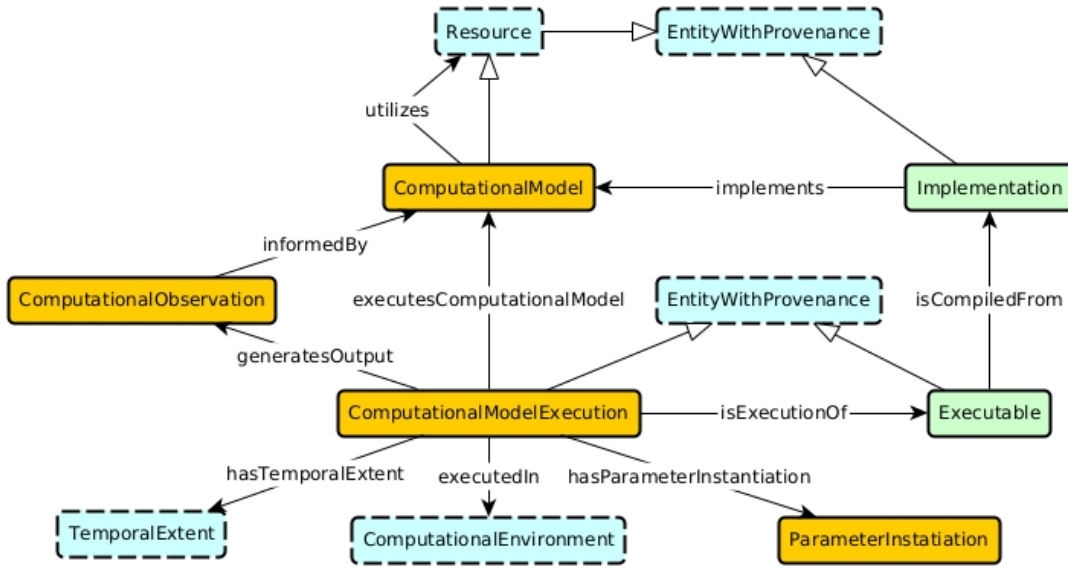 Resource
EntityWithProvenance
utilizes
ComputationalModel
implements
Implementation
informedBy
ComputationalObservation
executesComputationalModel
EntityWithProvenance
isCompiledFrom
generatesOutput
ComputationalModelExecution
isExecutionOf
Executable
hasTemporalExtent
executedIn
hasParameterInstantiation
TemporalExtent
ComputationalEnvironment
ParameterInstatiation